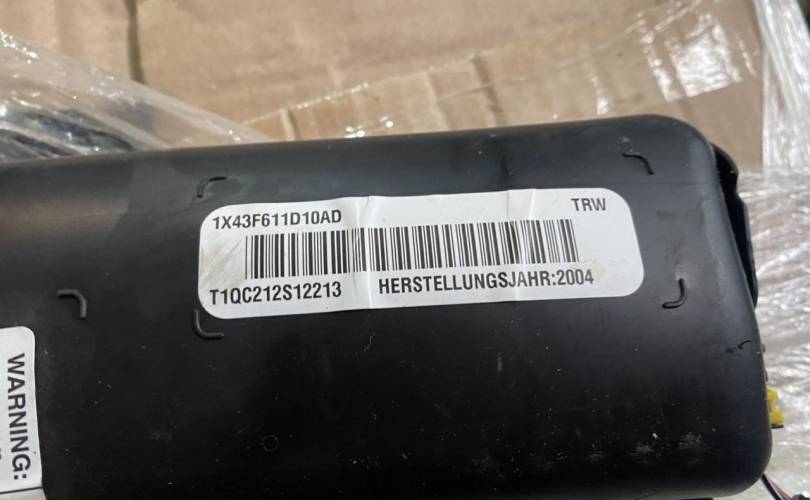 1X43F611D10AD
TRW
T1QC212S12213 HERSTELLUNGSJAHR:2004
WARNING: